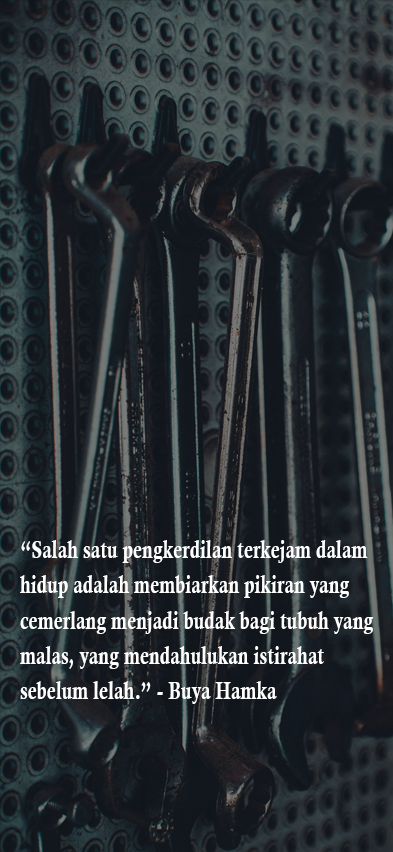 “Salah satu pengkerdilan terkejam dalam
hidup adalah membiarkan pikiran yang
cemerlang menjadi budak bagi tubuh yang
malas, yang mendahulukan istirahat
sebelum lelah.” - Buya Hamka